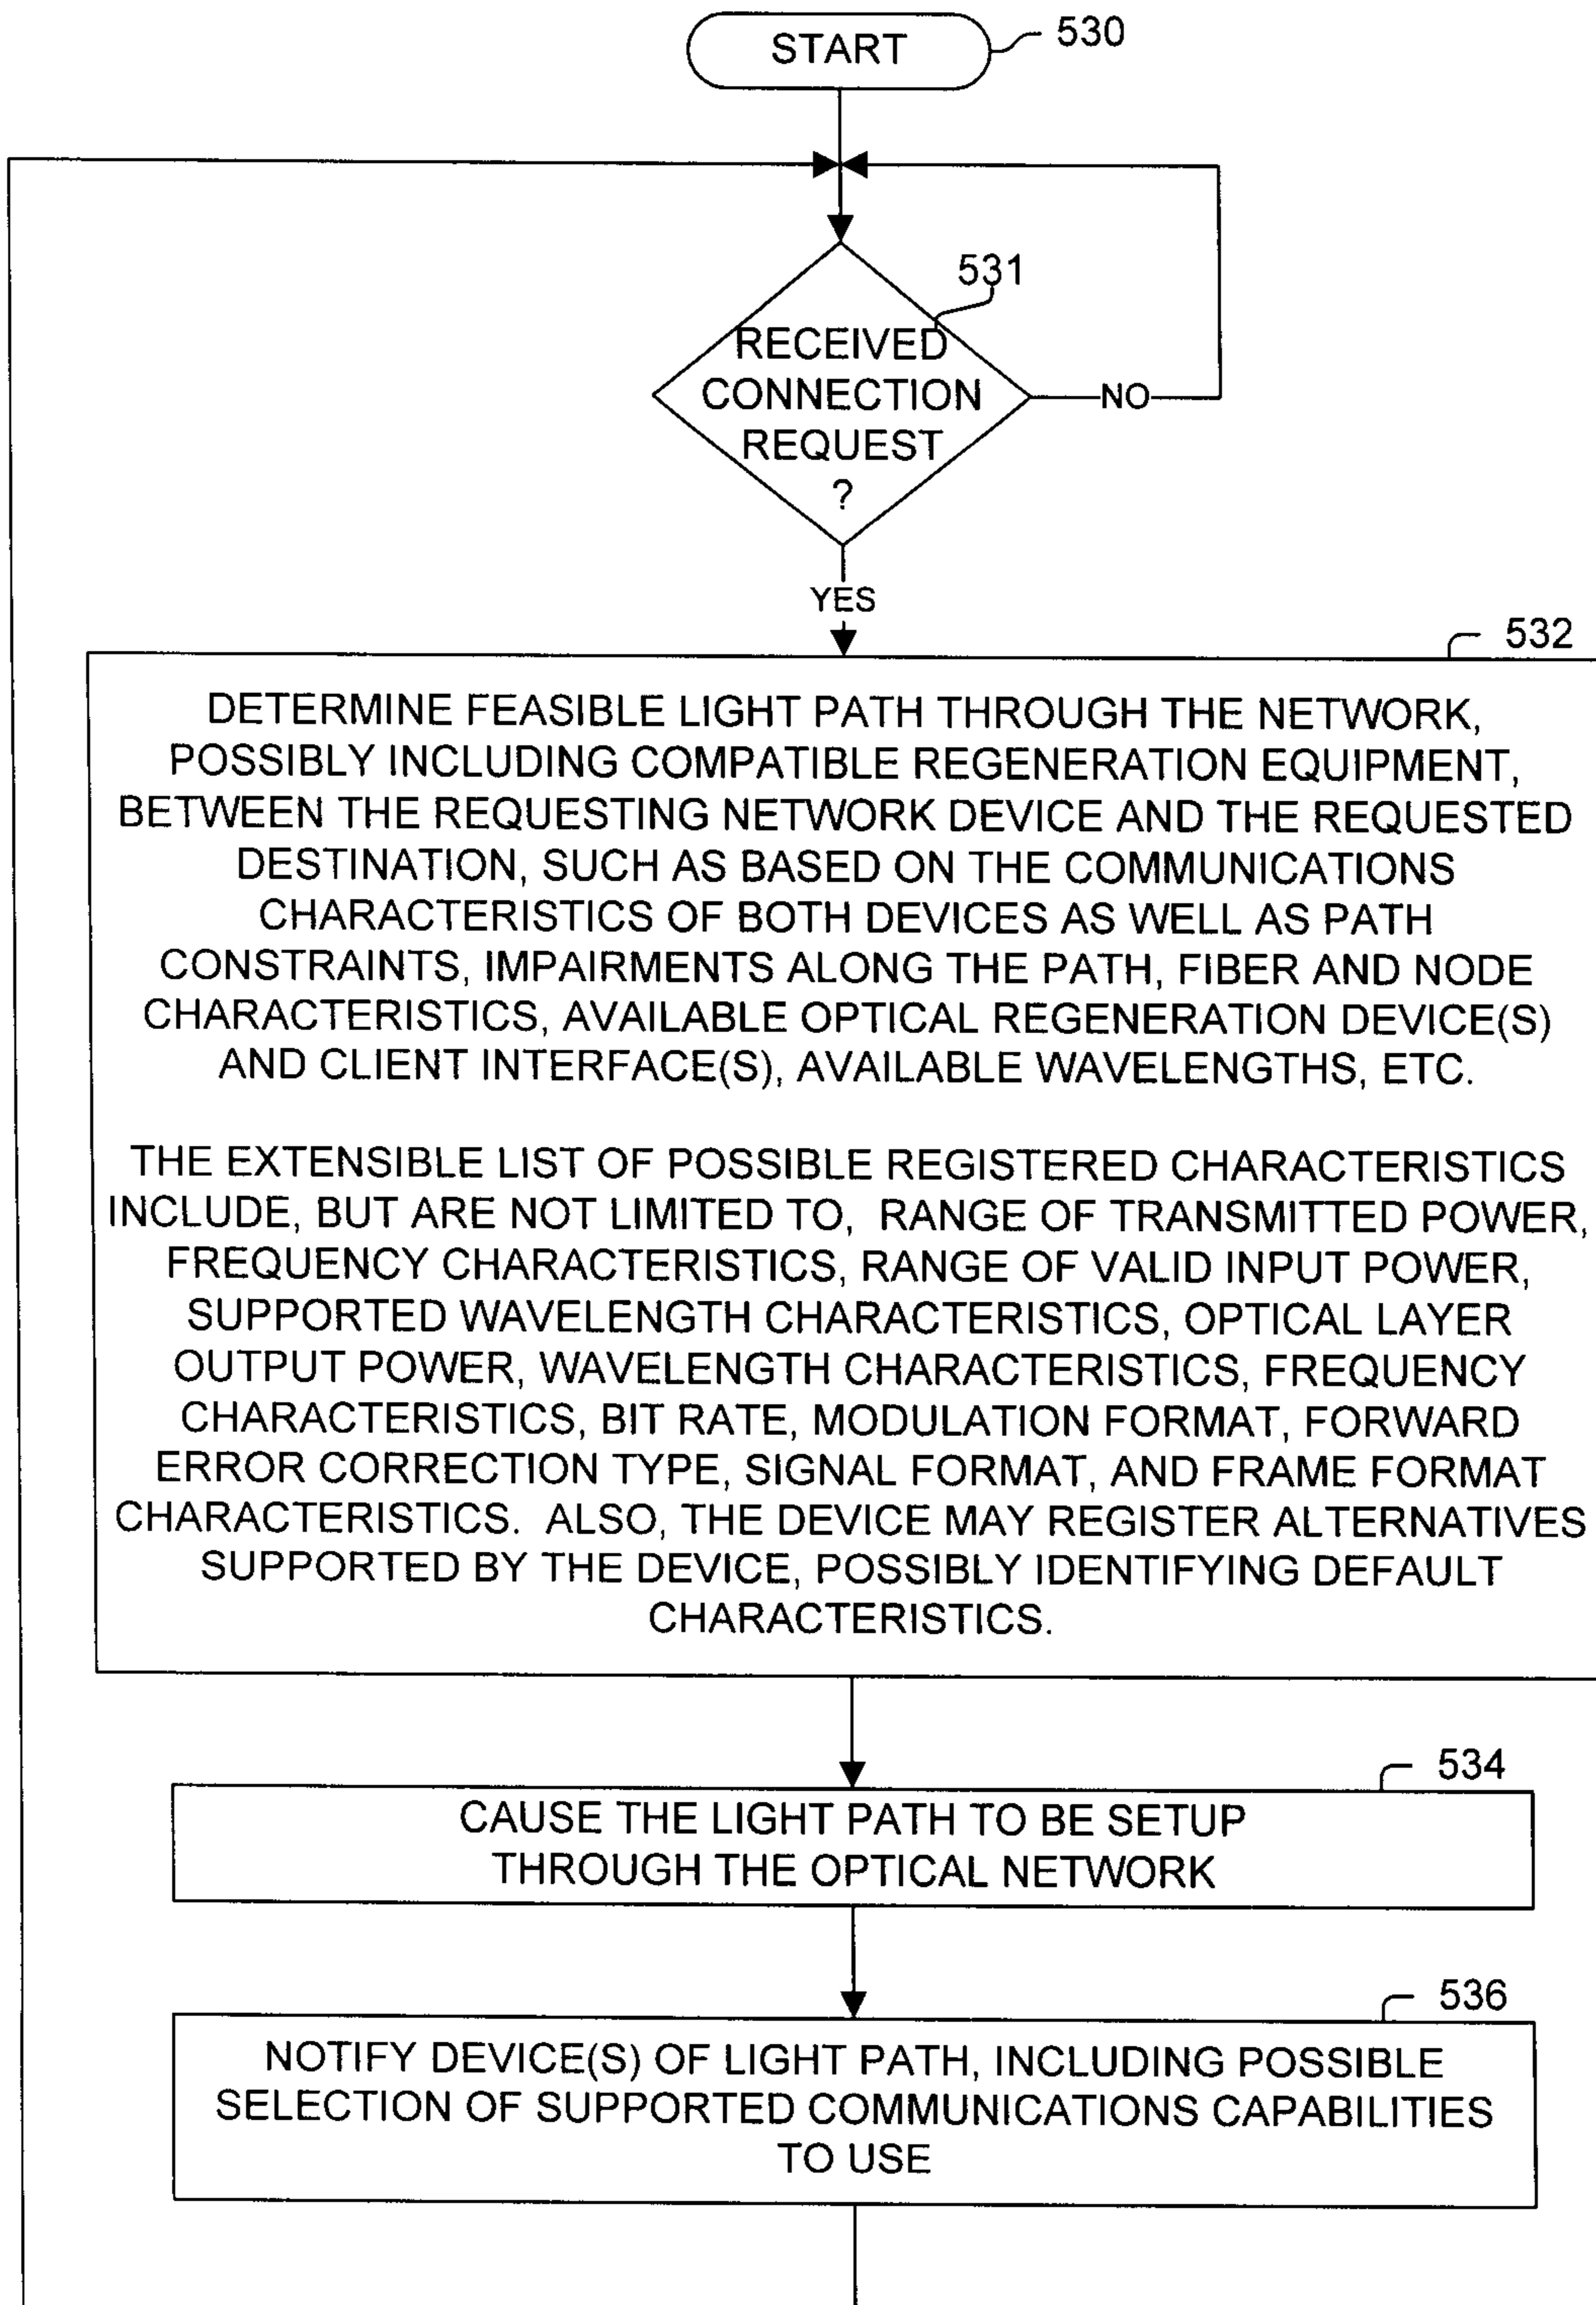 START
530
531
RECEIVED
CONNECTION
REQUEST
?
NO
YES
532
DETERMINE FEASIBLE LIGHT PATH THROUGH THE NETWORK,
POSSIBLY INCLUDING COMPATIBLE REGENERATION EQUIPMENT,
BETWEEN THE REQUESTING NETWORK DEVICE AND THE REQUESTED
DESTINATION, SUCH AS BASED ON THE COMMUNICATIONS
CHARACTERISTICS OF BOTH DEVICES AS WELL AS PATH
CONSTRAINTS, IMPAIRMENTS ALONG THE PATH, FIBER AND NODE
CHARACTERISTICS, AVAILABLE OPTICAL REGENERATION DEVICE(S)
AND CLIENT INTERFACE(S), AVAILABLE WAVELENGTHS, ETC.
THE EXTENSIBLE LIST OF POSSIBLE REGISTERED CHARACTERISTICS
INCLUDE, BUT ARE NOT LIMITED TO, RANGE OF TRANSMITTED POWER,
FREQUENCY CHARACTERISTICS, RANGE OF VALID INPUT POWER,
SUPPORTED WAVELENGTH CHARACTERISTICS, OPTICAL LAYER
OUTPUT POWER, WAVELENGTH CHARACTERISTICS, FREQUENCY
CHARACTERISTICS, BIT RATE, MODULATION FORMAT, FORWARD
ERROR CORRECTION TYPE, SIGNAL FORMAT, AND FRAME FORMAT
CHARACTERISTICS. ALSO, THE DEVICE MAY REGISTER ALTERNATIVES
SUPPORTED BY THE DEVICE, POSSIBLY IDENTIFYING DEFAULT
CHARACTERISTICS.
534
CAUSE THE LIGHT PATH TO BE SETUP
THROUGH THE OPTICAL NETWORK
536
NOTIFY DEVICE(S) OF LIGHT PATH, INCLUDING POSSIBLE
SELECTION OF SUPPORTED COMMUNICATIONS CAPABILITIES
TO USE